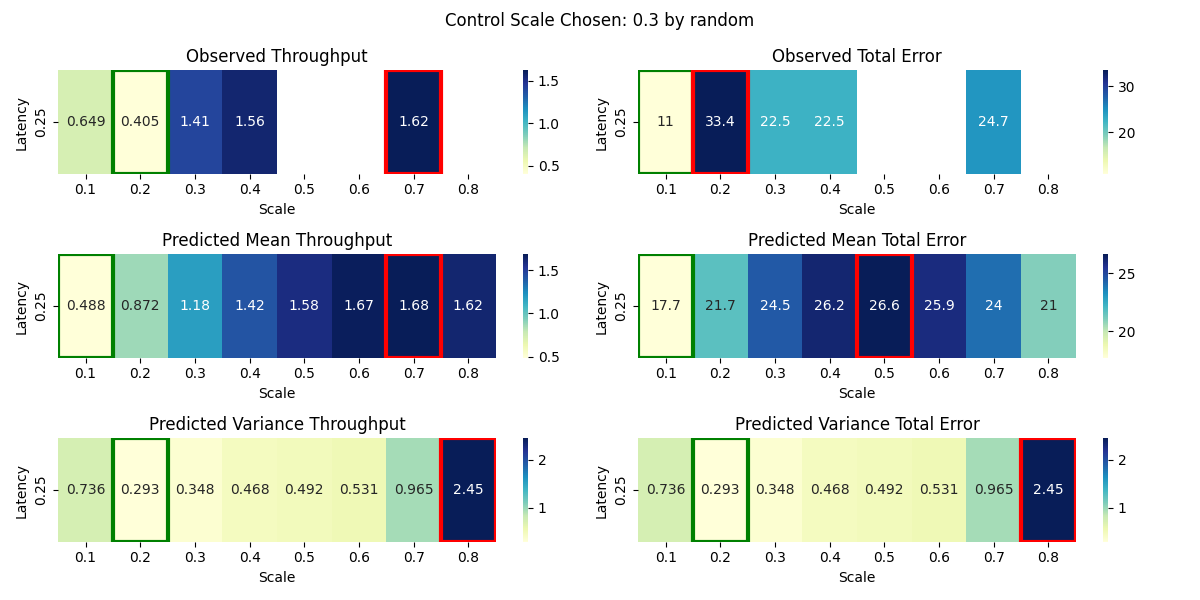 Control Scale Chosen: 0.3 by random
Observed Throughput
Latency
0.25
0.649 0.405 1.41 1.56 1.62
0.1 0.2 0.3 0.4 0.5 0.6 0.7 0.8
Scale
1.5
1.0
0.5
Observed Total Error
Latency
0.25
11 33.4 22.5 22.5 24.7
0.1 0.2 0.3 0.4 0.5 0.6 0.7 0.8
Scale
30
20
Predicted Mean Throughput
Latency
0.25
0.488 0.872 1.18 1.42 1.58 1.67 1.68 1.62
0.1 0.2 0.3 0.4 0.5 0.6 0.7 0.8
Scale
1.5
1.0
0.5
Predicted Mean Total Error
Latency
0.25
17.7 21.7 24.5 26.2 26.6 25.9 24 21
0.1 0.2 0.3 0.4 0.5 0.6 0.7 0.8
Scale
25
20
Predicted Variance Throughput
Latency
0.25
0.736 0.293 0.348 0.468 0.492 0.531 0.965 2.45
0.1 0.2 0.3 0.4 0.5 0.6 0.7 0.8
Scale
2
1
Predicted Variance Total Error
Latency
0.25
0.736 0.293 0.348 0.468 0.492 0.531 0.965 2.45
0.1 0.2 0.3 0.4 0.5 0.6 0.7 0.8
Scale
2
1